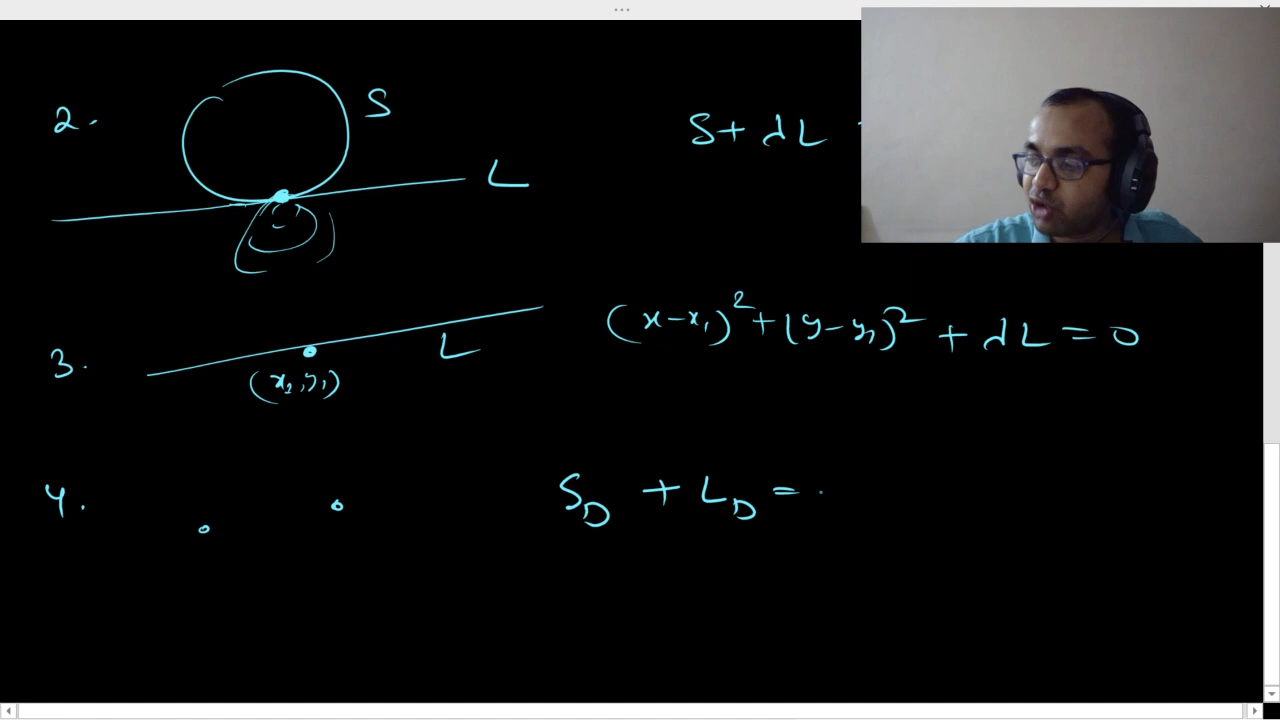 2.
S
S + λL
L
3.
L
(x₁,y₁)
(x-x₁)²+(y-y₁)² + λL = 0
4.
S_D + L_D =